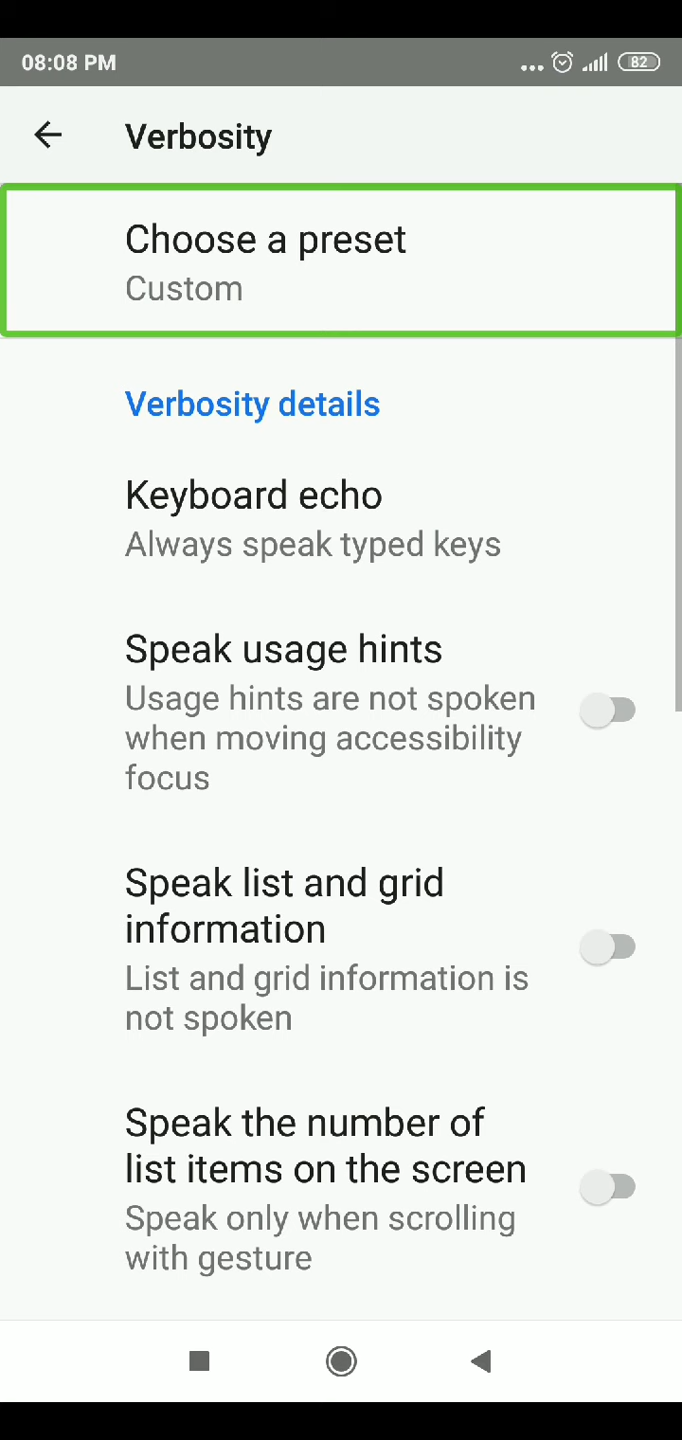 08:08 PM
82
Verbosity
Choose a preset
Custom
Verbosity details
Keyboard echo
Always speak typed keys
Speak usage hints
Usage hints are not spoken
when moving accessibility
focus
Speak list and grid
information
List and grid information is
not spoken
Speak the number of
list items on the screen
Speak only when scrolling
with gesture